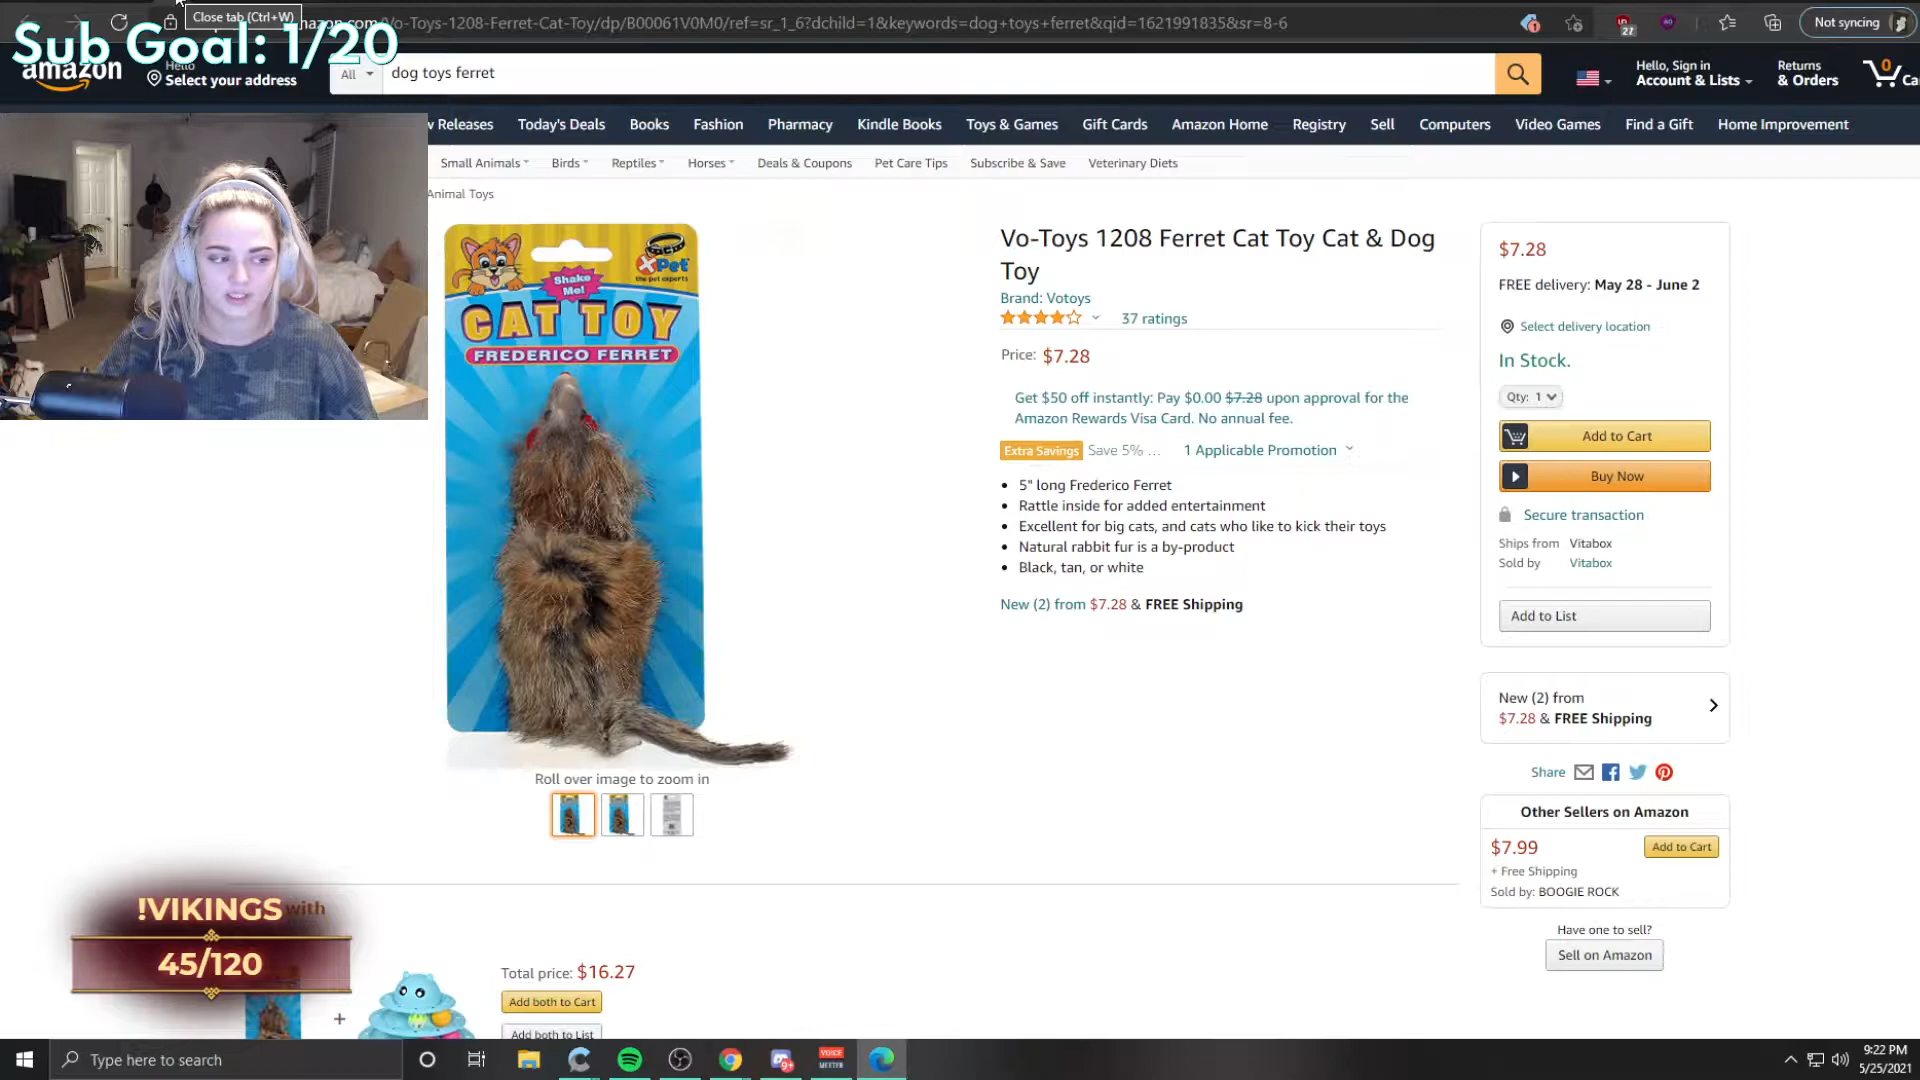 Close tab (Ctrl+W)
Sub Goal: 1/20
azon.com/Vo-Toys-1208-Ferret-Cat-Toy/dp/B00061V0M0/ref=sr_1_6?dchild=1&keywords=dog+toys+ferret&qid=1621991835&sr=8-6
27
Not syncing
amazon
Hello
Select your address
All
dog toys ferret
Hello, Sign in
Account & Lists
Returns
& Orders
0
Ca
w Releases
Today's Deals
Books
Fashion
Pharmacy
Kindle Books
Toys & Games
Gift Cards
Amazon Home
Registry
Sell
Computers
Video Games
Find a Gift
Home Improvement
Small Animals
Birds
Reptiles
Horses
Deals & Coupons
Pet Care Tips
Subscribe & Save
Veterinary Diets
Animal Toys
XPet
the pet experts
Shake
Me!
CAT TOY
FREDERICO FERRET
Roll over image to zoom in
Vo-Toys 1208 Ferret Cat Toy Cat & Dog
Toy
Brand: Votoys
37 ratings
Price: $7.28
Get $50 off instantly: Pay $0.00 $7.28 upon approval for the
Amazon Rewards Visa Card. No annual fee.
Extra Savings Save 5% ... 1 Applicable Promotion
5" long Frederico Ferret
Rattle inside for added entertainment
Excellent for big cats, and cats who like to kick their toys
Natural rabbit fur is a by-product
Black, tan, or white
New (2) from $7.28 & FREE Shipping
$7.28
FREE delivery: May 28 - June 2
Select delivery location
In Stock.
Qty: 1
Add to Cart
Buy Now
Secure transaction
Ships from Vitabox
Sold by Vitabox
Add to List
New (2) from
$7.28 & FREE Shipping
Share
Other Sellers on Amazon
$7.99
Add to Cart
+ Free Shipping
Sold by: BOOGIE ROCK
Have one to sell?
Sell on Amazon
!VIKINGS
with
45/120
Total price: $16.27
Add both to Cart
Add both to List
+
Type here to search
9+
VOICE
MEETER
9:22 PM
5/25/2021